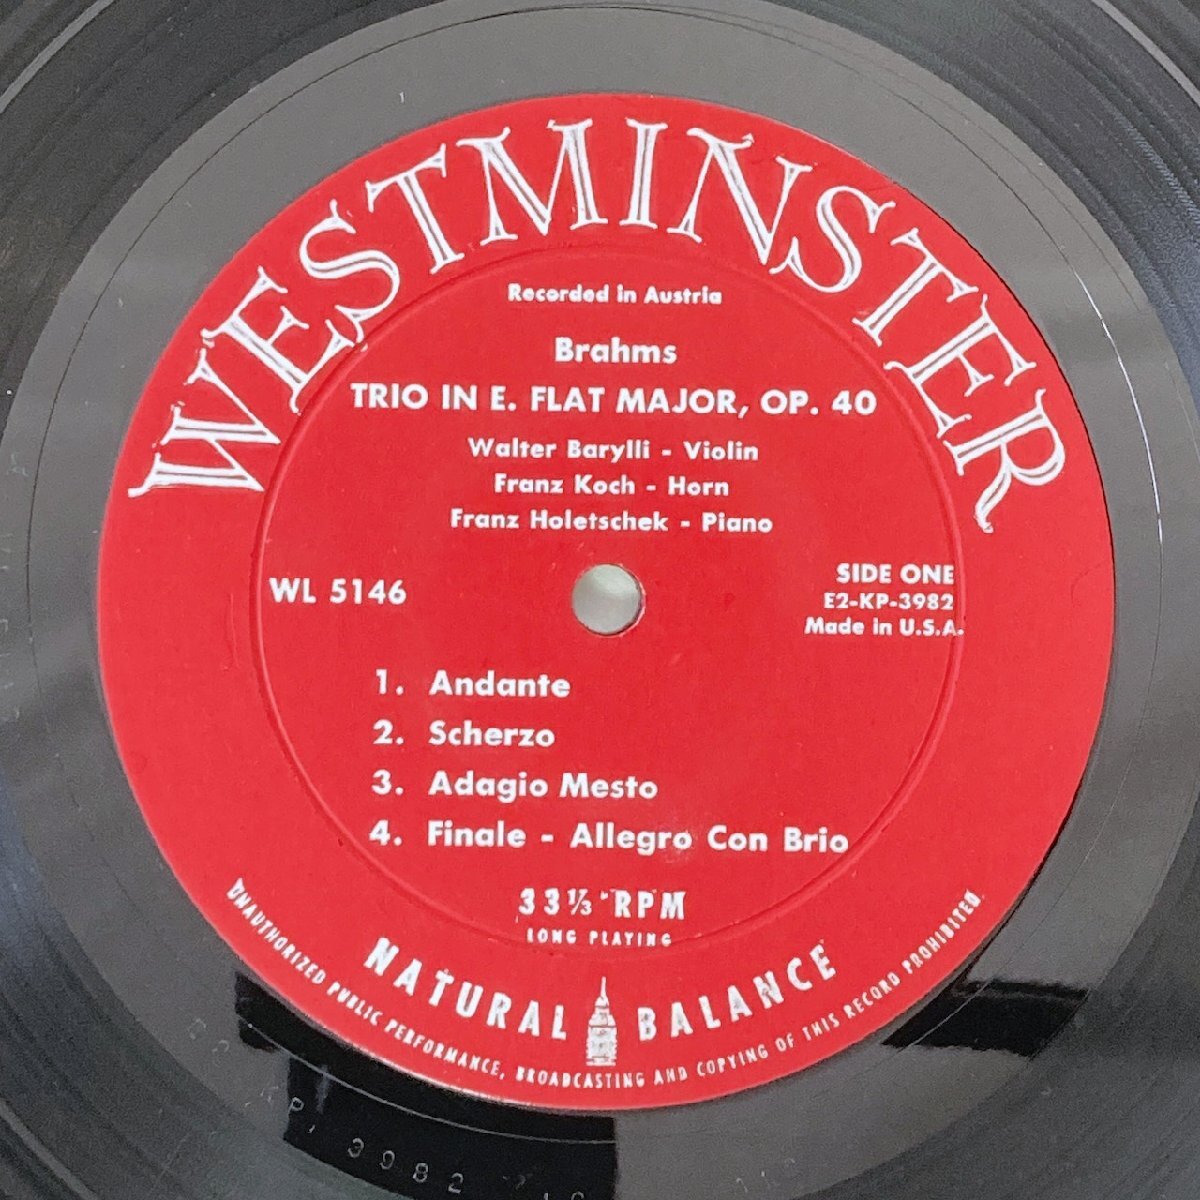 WESTMINSTER
Recorded in Austria
Brahms
TRIO IN E. FLAT MAJOR, OP. 40
Walter Barylli - Violin
Franz Koch - Horn
Franz Holetschek - Piano
WL 5146
SIDE ONE
E2-KP-3982
Made in U.S.A.
1. Andante
2. Scherzo
3. Adagio Mesto
4. Finale - Allegro Con Brio
33⅓ RPM
LONG PLAYING
NATURAL BALANCE
UNAUTHORIZED PUBLIC PERFORMANCE, BROADCASTING AND COPYING OF THIS RECORD PROHIBITED.
KP 3982